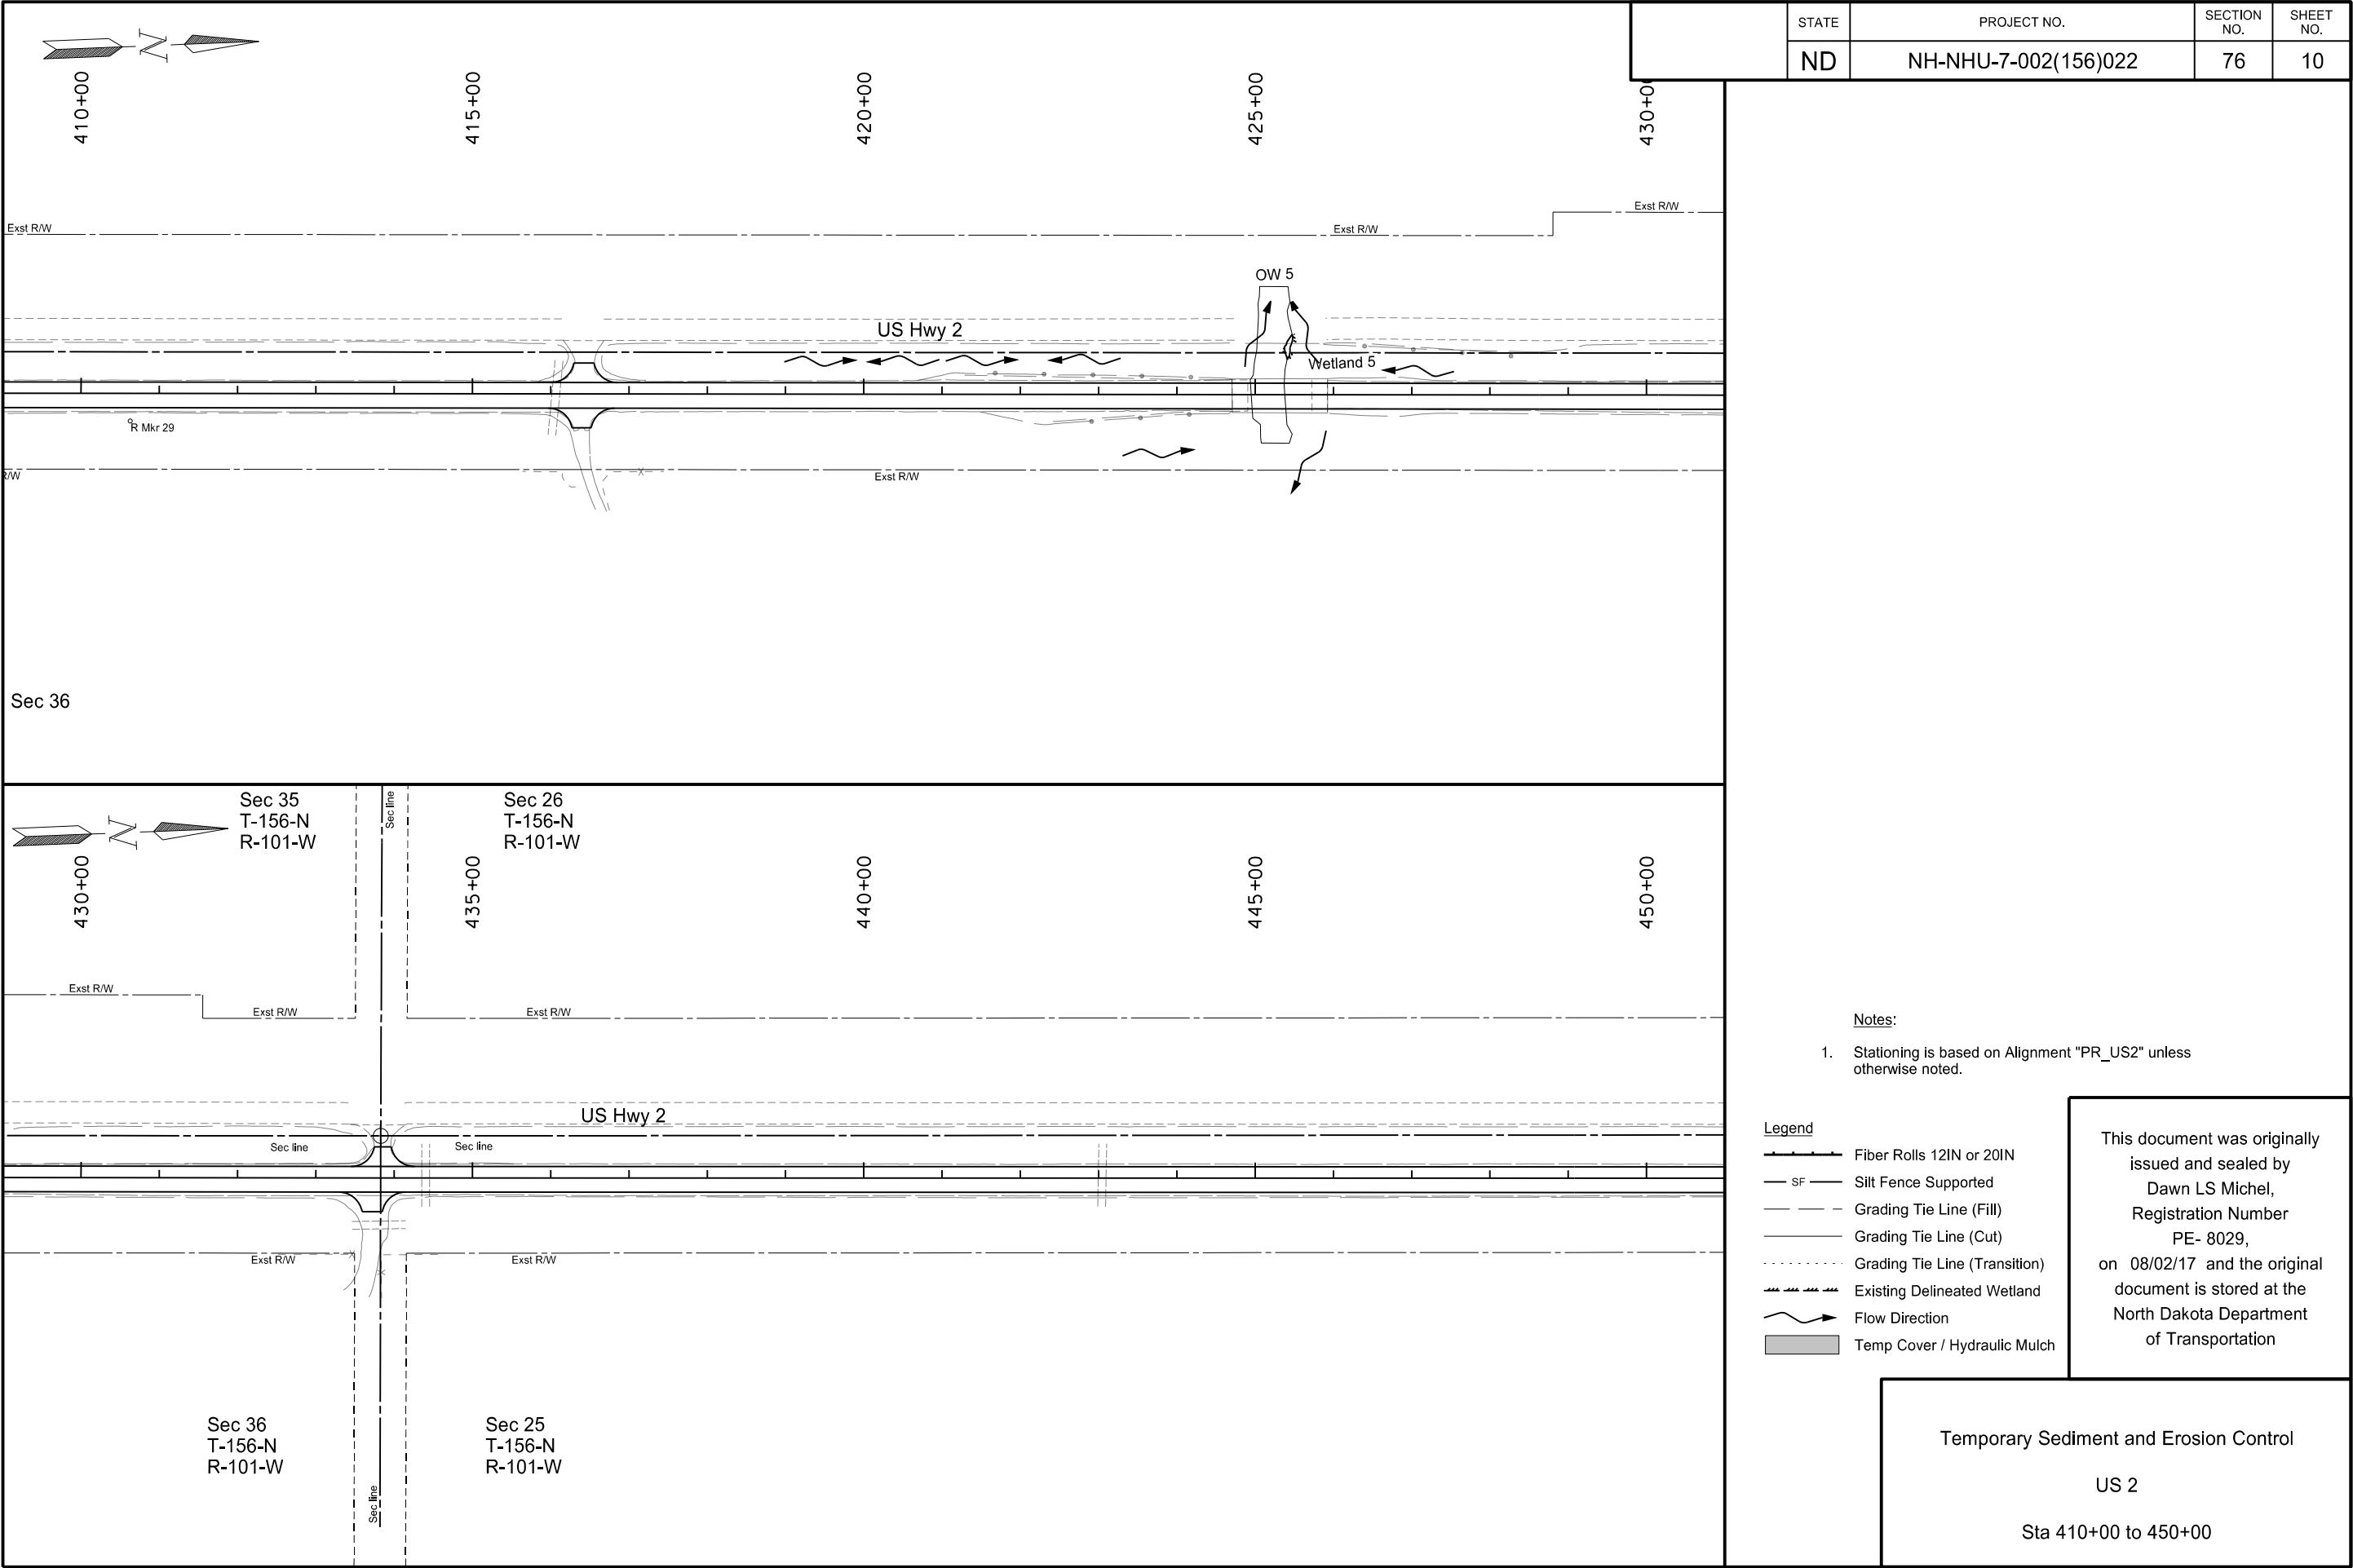 STATE
PROJECT NO.
SECTION NO.
SHEET NO.
ND
NH-NHU-7-002(156)022
76
10
N
410+00
415+00
420+00
425+00
430+00
Exst R/W
Exst R/W
Exst R/W
OW 5
US Hwy 2
Wetland 5
R Mkr 29
R/W
X
Exst R/W
Sec 36
Sec 35
T-156-N
R-101-W
Sec line
Sec 26
T-156-N
R-101-W
N
430+00
435+00
440+00
445+00
450+00
Exst R/W
Exst R/W
Exst R/W
US Hwy 2
Sec line
Sec line
X
Exst R/W
Exst R/W
X
Sec 36
T-156-N
R-101-W
Sec 25
T-156-N
R-101-W
Sec line
Notes:
1. Stationing is based on Alignment "PR_US2" unless
otherwise noted.
Legend
Fiber Rolls 12IN or 20IN
SF Silt Fence Supported
Grading Tie Line (Fill)
Grading Tie Line (Cut)
Grading Tie Line (Transition)
Existing Delineated Wetland
Flow Direction
Temp Cover / Hydraulic Mulch
This document was originally
issued and sealed by
Dawn LS Michel,
Registration Number
PE- 8029,
on 08/02/17 and the original
document is stored at the
North Dakota Department
of Transportation
Temporary Sediment and Erosion Control
US 2
Sta 410+00 to 450+00